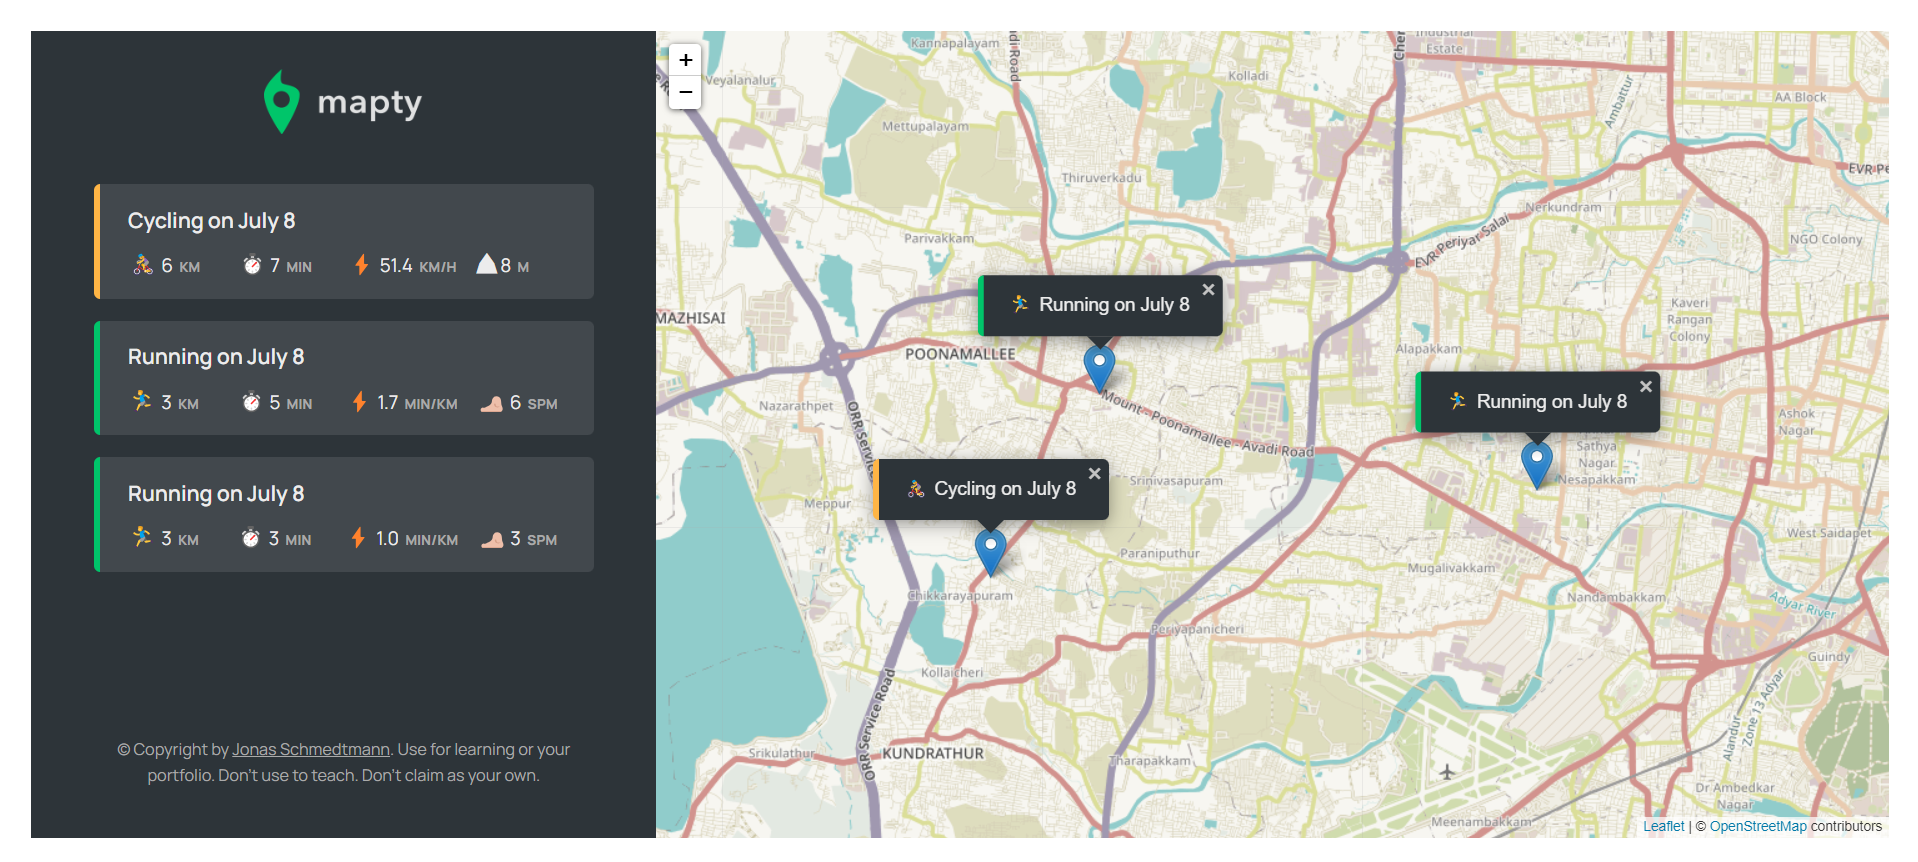 mapty
Cycling on July 8
6 KM 7 MIN 51.4 KM/H 8 M
Running on July 8
3 KM 5 MIN 1.7 MIN/KM 6 SPM
Running on July 8
3 KM 3 MIN 1.0 MIN/KM 3 SPM
© Copyright by Jonas Schmedtmann. Use for learning or your
portfolio. Don't use to teach. Don't claim as your own.
+
−
Kannapalayam
di Road
Cher
Industrial
Estate
Veyalanalur
Kolladi
Ambattur
AA Block
Mettupalayam
Thiruverkadu
EVR Pe
Nerkundram
Parivakkam
EVR Periyar Salai
NGO Colony
Running on July 8 ×
MAZHISAI
Kaveri
Rangan
Colony
POONAMALLEE
Alapakkam
Running on July 8 ×
Nazarathpet
Mount - Poonamallee - Avadi Road
Ashok
Nagar
ORR Service
Sathya
Nagar
Nesapakkam
Cycling on July 8 ×
Srinivasapuram
Meppur
West Saidapet
Paraniputhur
Mugalivakkam
Chikkarayapuram
Nandambakkam
Adyar River
Periyapanicheri
Guindy
Kollaicheri
ORR Service Road
Alandur
Zone 13 Adyar
Srikulathur
KUNDRATHUR
Tharapakkam
Dr Ambedkar
Nagar
Meenambakkam
Leaflet | © OpenStreetMap contributors